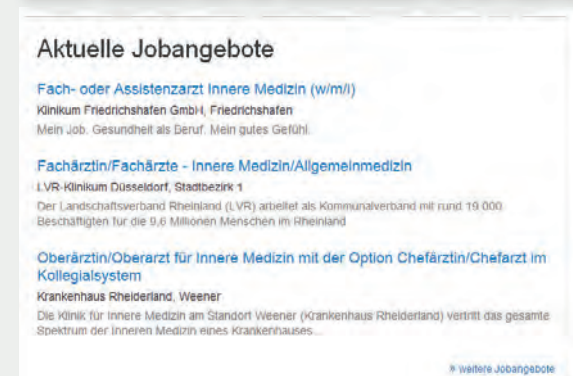 Aktuelle Jobangebote
Fach- oder Assistenzarzt Innere Medizin (w/m/i)
Klinikum Friedrichshafen GmbH, Friedrichshafen
Mein Job. Gesundheit als Beruf. Mein gutes Gefühl.
Fachärztin/Fachärzte - Innere Medizin/Allgemeinmedizin
LVR-Klinikum Düsseldorf, Stadtbezirk 1
Der Landschaftsverband Rheinland (LVR) arbeitet als Kommunalverband mit rund 19 000
Beschäftigten für die 9,6 Millionen Menschen im Rheinland
Oberärztin/Oberarzt für Innere Medizin mit der Option Chefärztin/Chefarzt im
Kollegialsystem
Krankenhaus Rheiderland, Weener
Die Klinik für Innere Medizin am Standort Weener (Krankenhaus Rheiderland) vertritt das gesamte
Spektrum der Inneren Medizin eines Krankenhauses...
» weitere Jobangebote